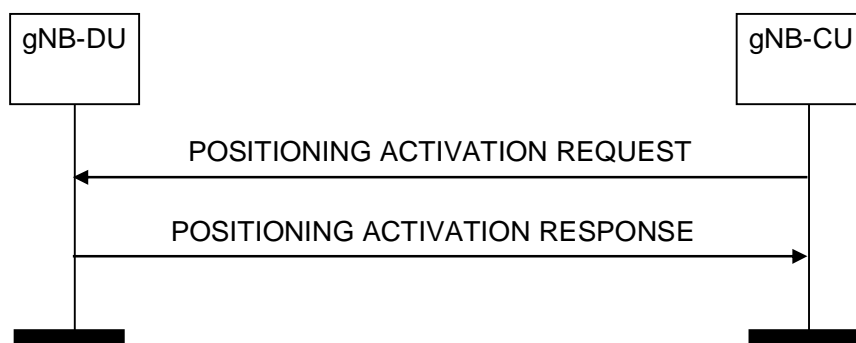 gNB-DU
gNB-CU
POSITIONING ACTIVATION REQUEST
POSITIONING ACTIVATION RESPONSE